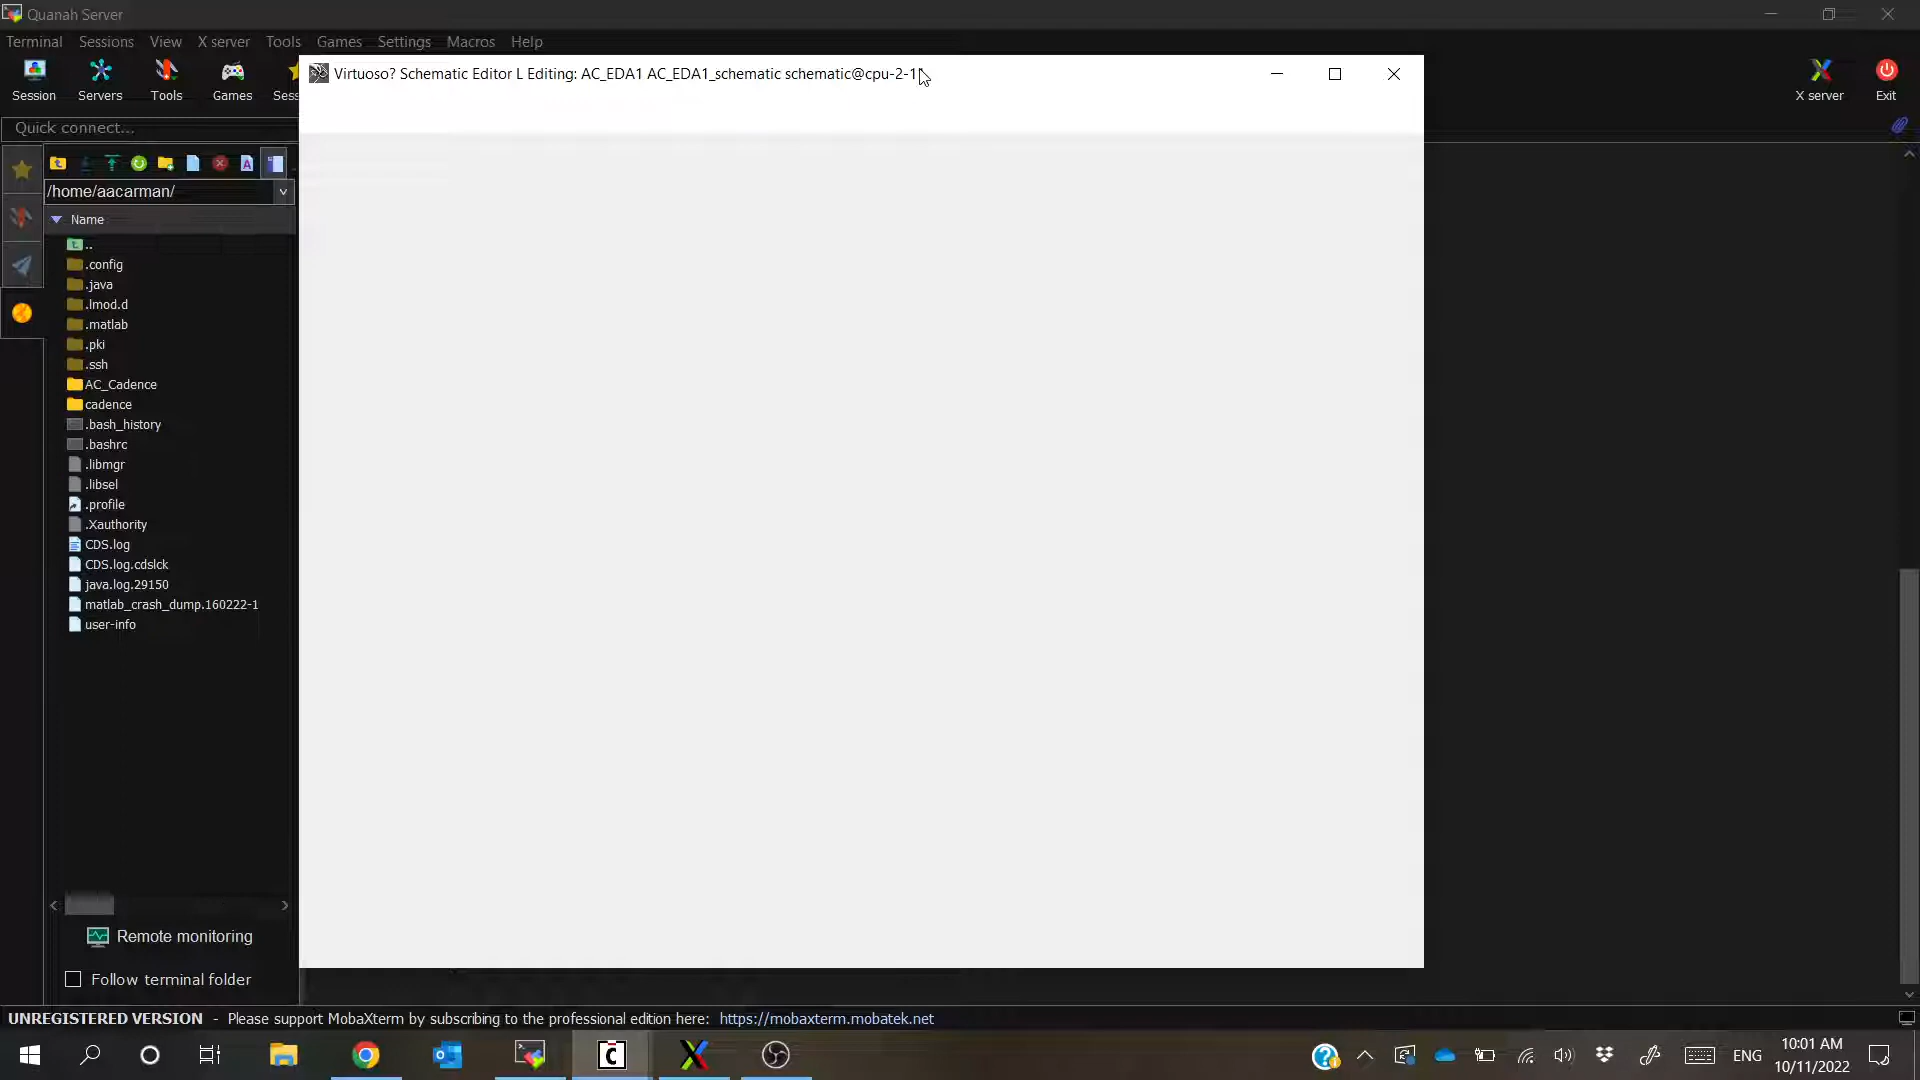 Quanah Server
Terminal Sessions View X server Tools Games Settings Macros Help
Virtuoso? Schematic Editor L Editing: AC_EDA1 AC_EDA1_schematic schematic@cpu-2-1
Session Servers Tools Games Sess
X server Exit
Quick connect...
/home/aacarman/
Name
..
.config
.java
.lmod.d
.matlab
.pki
.ssh
AC_Cadence
cadence
.bash_history
.bashrc
.libmgr
.libsel
.profile
.Xauthority
CDS.log
CDS.log.cdslck
java.log.29150
matlab_crash_dump.160222-1
user-info
Remote monitoring
Follow terminal folder
UNREGISTERED VERSION - Please support MobaXterm by subscribing to the professional edition here: https://mobaxterm.mobatek.net
ENG
10:01 AM
10/11/2022